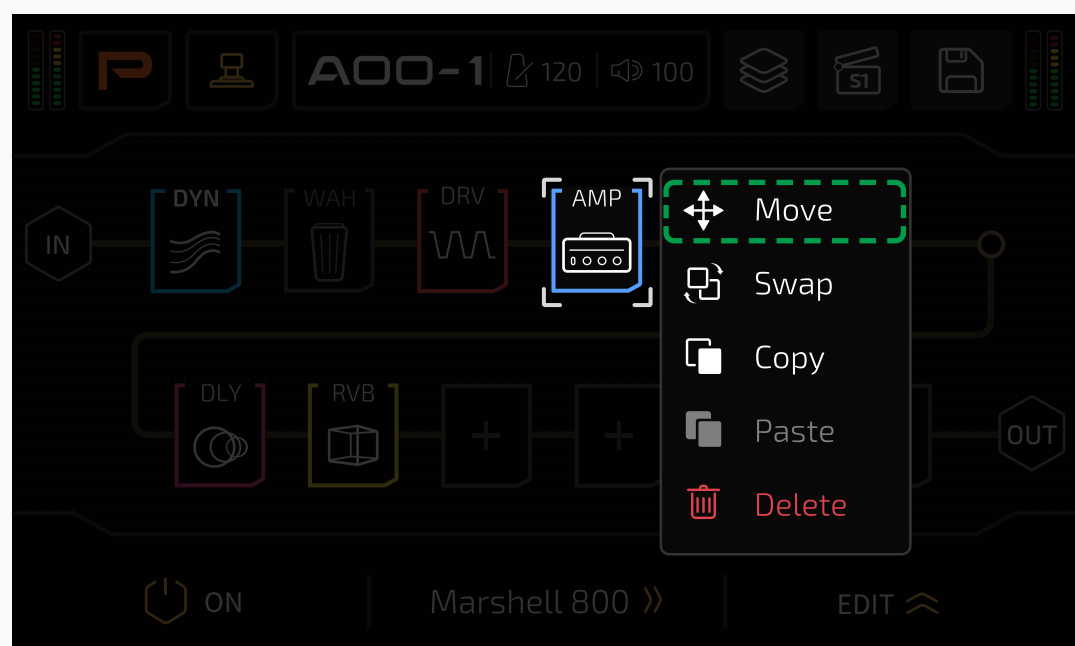 P
A00-1 120 100
S1
IN
DYN
WAH
DRV
AMP
Move
Swap
Copy
Paste
Delete
DLY
RVB
+
+
OUT
ON
Marshell 800
EDIT